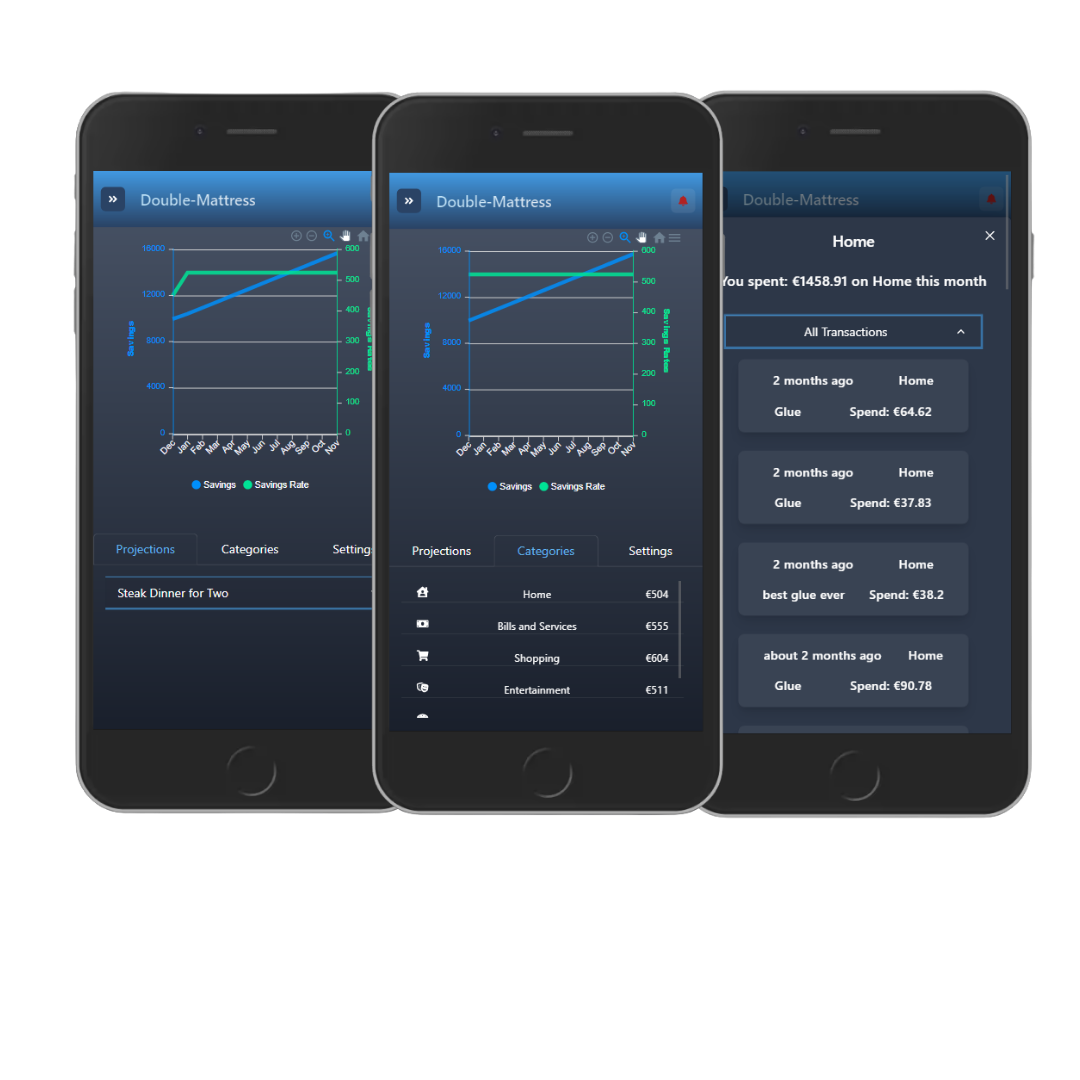 Double-Mattress
16000
12000
8000
4000
0
Savings
600
500
400
300
200
100
0
Dec Jan Feb Mar Apr May Jun Jul Aug Sep Oct Nov
Savings Savings Rate
Projections Categories Setting
Steak Dinner for Two
Double-Mattress
16000
12000
8000
4000
0
Savings
600
500
400
300
200
100
0
Savings Rates
Dec Jan Feb Mar Apr May Jun Jul Aug Sep Oct Nov
Savings Savings Rate
Projections Categories Settings
Home €504
Bills and Services €555
Shopping €604
Entertainment €511
Double-Mattress
Home
You spent: €1458.91 on Home this month
All Transactions
2 months ago Home
Glue Spend: €64.62
2 months ago Home
Glue Spend: €37.83
2 months ago Home
best glue ever Spend: €38.2
about 2 months ago Home
Glue Spend: €90.78